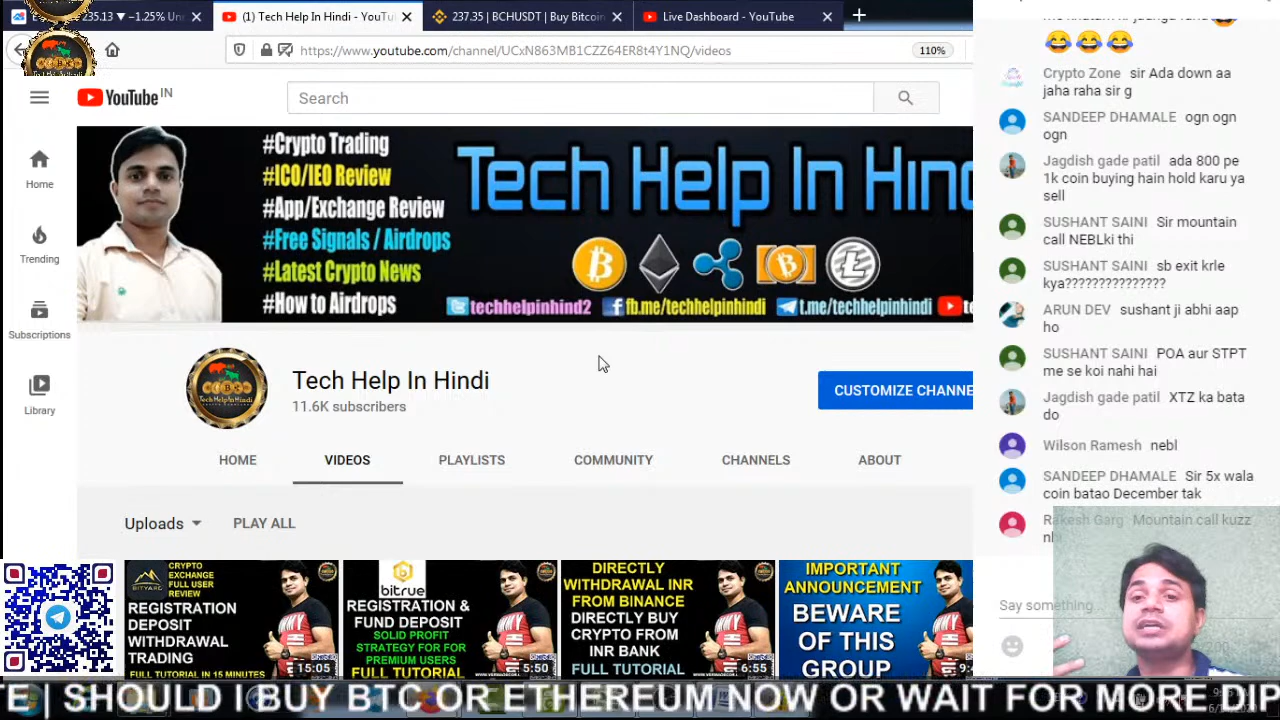 235.13 ▼ −1.25% Un
(1) Tech Help In Hindi - YouTu
237.35 | BCHUSDT | Buy Bitcoin
Live Dashboard - YouTube
https://www.youtube.com/channel/UCxN863MB1CZZ64ER8t4Y1NQ/videos
110%
YouTube IN
Search
Home
Trending
Subscriptions
Library
#Crypto Trading
#ICO/IEO Review
#App/Exchange Review
#Free Signals / Airdrops
#Latest Crypto News
#How to Airdrops
Tech Help In Hind
techhelpinhind2
fb.me/techhelpinhindi
t.me/techhelpinhindi
Tech Help In Hindi
11.6K subscribers
CUSTOMIZE CHANNE
HOME
VIDEOS
PLAYLISTS
COMMUNITY
CHANNELS
ABOUT
Uploads
PLAY ALL
CRYPTO
EXCHANGE
FULL USER
REVIEW
BITYARD
REGISTRATION
DEPOSIT
WITHDRAWAL
TRADING
FULL TUTORIAL IN 15 MINUTES
15:05
bitrue
REGISTRATION &
FUND DEPOSIT
SOLID PROFIT
STRATEGY FOR FOR
PREMIUM USERS
FULL TUTORIAL
5:50
DIRECTLY
WITHDRAWAL INR
FROM BINANCE
DIRECTLY BUY
CRYPTO FROM
INR BANK
FULL TUTORIAL
6:55
IMPORTANT
ANNOUNCEMENT
BEWARE
OF THIS
GROUP
Crypto Zone sir Ada down aa
jaha raha sir g
SANDEEP DHAMALE ogn ogn
ogn
Jagdish gade patil ada 800 pe
1k coin buying hain hold karu ya
sell
SUSHANT SAINI Sir mountain
call NEBLki thi
SUSHANT SAINI sb exit krle
kya???????????????
ARUN DEV sushant ji abhi aap
ho
SUSHANT SAINI POA aur STPT
me se koi nahi hai
Jagdish gade patil XTZ ka bata
do
Wilson Ramesh nebl
SANDEEP DHAMALE Sir 5x wala
coin batao December tak
Rakesh Garg Mountain call kuzz
Say something...
TE | SHOULD I BUY BTC OR ETHEREUM NOW OR WAIT FOR MORE TIP